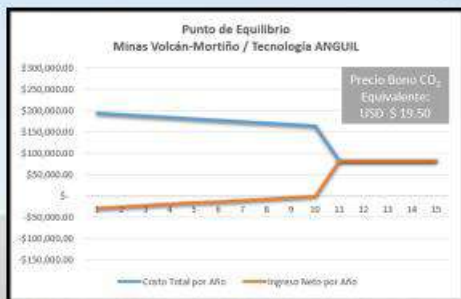 Punto de Equilibrio
Minas Volcán-Mortiño / Tecnología ANGUIL
$300,000.00
$250,000.00
$200,000.00
$150,000.00
$100,000.00
$50,000.00
$-
-$50,000.00
-$100,000.00
-$150,000.00
Precio Bono CO₂
Equivalente:
USD $ 19.50
1 2 3 4 5 6 7 8 9 10 11 12 13 14 15
Costo Total por Año Ingreso Neto por Año